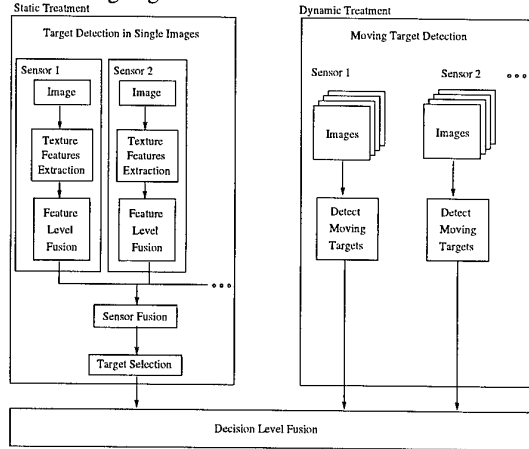 Static Treatment
Target Detection in Single Images
Sensor 1
Image
Texture
Features
Extraction
Feature
Level
Fusion
Sensor 2
Image
Texture
Features
Extraction
Feature
Level
Fusion
Sensor Fusion
Target Selection
Dynamic Treatment
Moving Target Detection
Sensor 1
Images
Detect
Moving
Targets
Sensor 2
Images
Detect
Moving
Targets
Decision Level Fusion